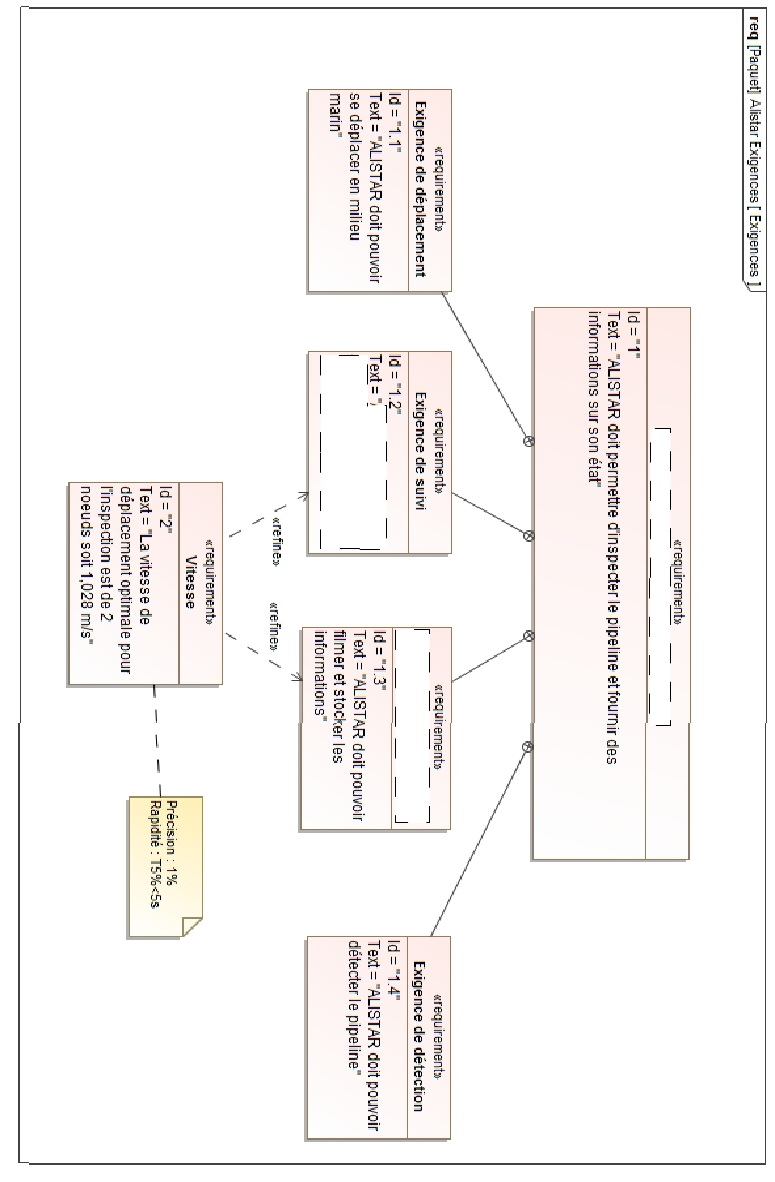 req [Paquet] Alistar Exigences [ Exigences ]
«requirement»
Id = "1"
Text = "ALISTAR doit permettre d'inspecter le pipeline et fournir des
informations sur son état"
«requirement»
Exigence de déplacement
Id = "1.1"
Text = "ALISTAR doit pouvoir
se déplacer en milieu
marin"
«requirement»
Exigence de suivi
Id = "1.2"
Text = "
«requirement»
Id = "1.3"
Text = "ALISTAR doit pouvoir
filmer et stocker les
informations"
«requirement»
Exigence de détection
Id = "1.4"
Text = "ALISTAR doit pouvoir
détecter le pipeline"
«refine»
«refine»
«requirement»
Vitesse
Id = "2"
Text = "La vitesse de
déplacement optimale pour
l'inspection est de 2
noeuds soit 1,028 m/s"
Précision : 1%
Rapidité : T5%<5s